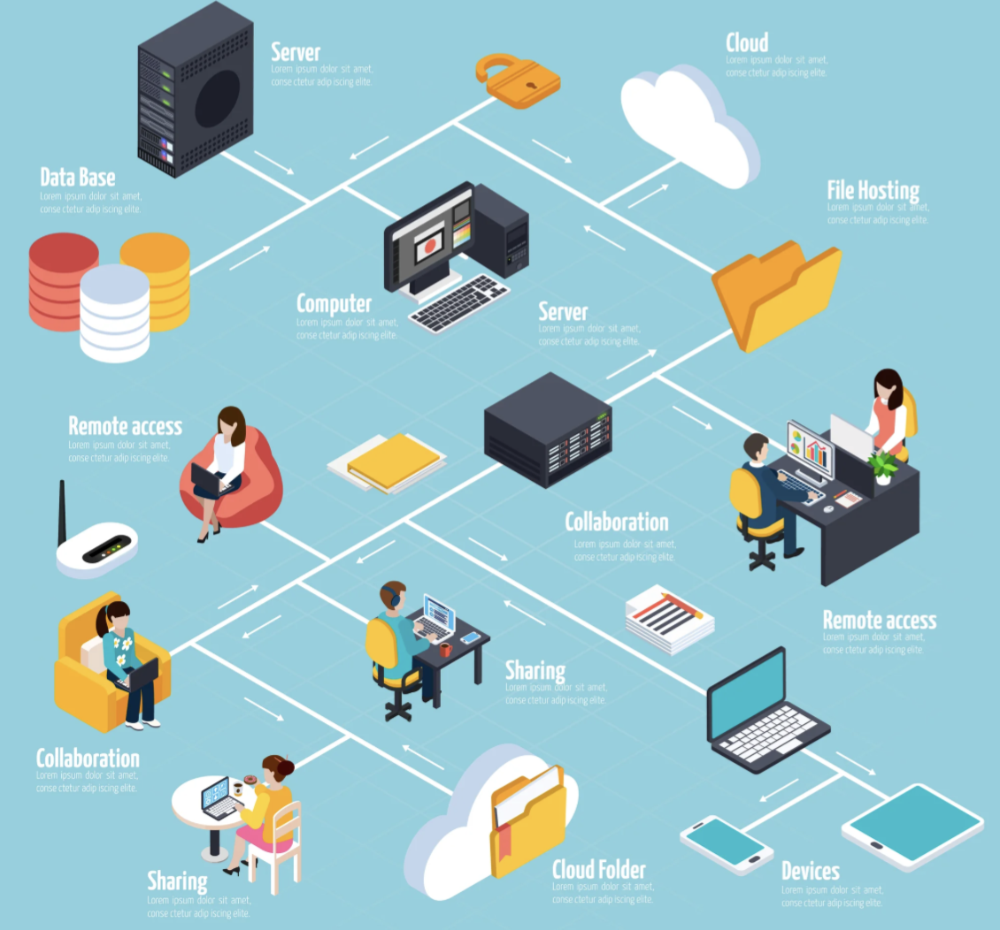 Server
Lorem ipsum dolor sit amet,
conse ctetur adip iscing elite.
Cloud
Lorem ipsum dolor sit amet,
conse ctetur adip iscing elite.
Data Base
Lorem ipsum dolor sit amet,
conse ctetur adip iscing elite.
File Hosting
Lorem ipsum dolor sit amet,
conse ctetur adip iscing elite.
Computer
Lorem ipsum dolor sit amet,
conse ctetur adip iscing elite.
Server
Lorem ipsum dolor sit amet,
conse ctetur adip iscing elite.
Remote access
Lorem ipsum dolor sit amet,
conse ctetur adip iscing elite.
Collaboration
Lorem ipsum dolor sit amet,
conse ctetur adip iscing elite.
Remote access
Lorem ipsum dolor sit amet,
conse ctetur adip iscing elite.
Sharing
Lorem ipsum dolor sit amet,
conse ctetur adip iscing elite.
Collaboration
Lorem ipsum dolor sit amet,
conse ctetur adip iscing elite.
Sharing
Lorem ipsum dolor sit amet,
conse ctetur adip iscing elite.
Cloud Folder
Lorem ipsum dolor sit amet,
conse ctetur adip iscing elite.
Devices
Lorem ipsum dolor sit amet,
conse ctetur adip iscing elite.